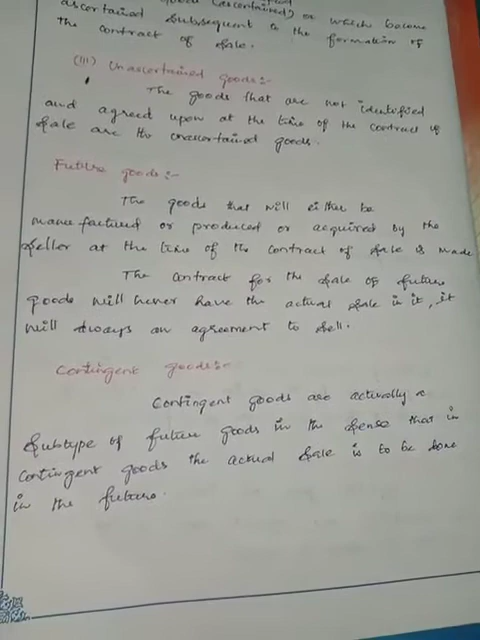 goods (ascertained) or which become
ascertained subsequent to the formation of
the contract of sale.
(III) Unascertained goods:-
The goods that are not identified
and agreed upon at the time of the contract of
sale are the unascertained goods.
Future goods:-
The goods that will either be
manufactured or produced or acquired by the
seller at the time of the contract of sale is made
The contract for the sale of future
goods will never have the actual sale in it, it
will always an agreement to sell.
Contingent goods:-
Contingent goods are actually a
subtype of future goods in the sense that in
contingent goods the actual sale is to be done
in the future.